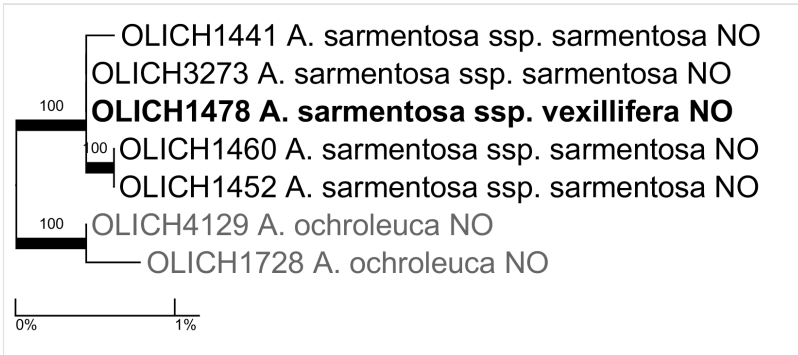 OLICH1441 A. sarmentosa ssp. sarmentosa NO
OLICH3273 A. sarmentosa ssp. sarmentosa NO
100
OLICH1478 A. sarmentosa ssp. vexillifera NO
100
OLICH1460 A. sarmentosa ssp. sarmentosa NO
OLICH1452 A. sarmentosa ssp. sarmentosa NO
100
OLICH4129 A. ochroleuca NO
OLICH1728 A. ochroleuca NO
0% 1%